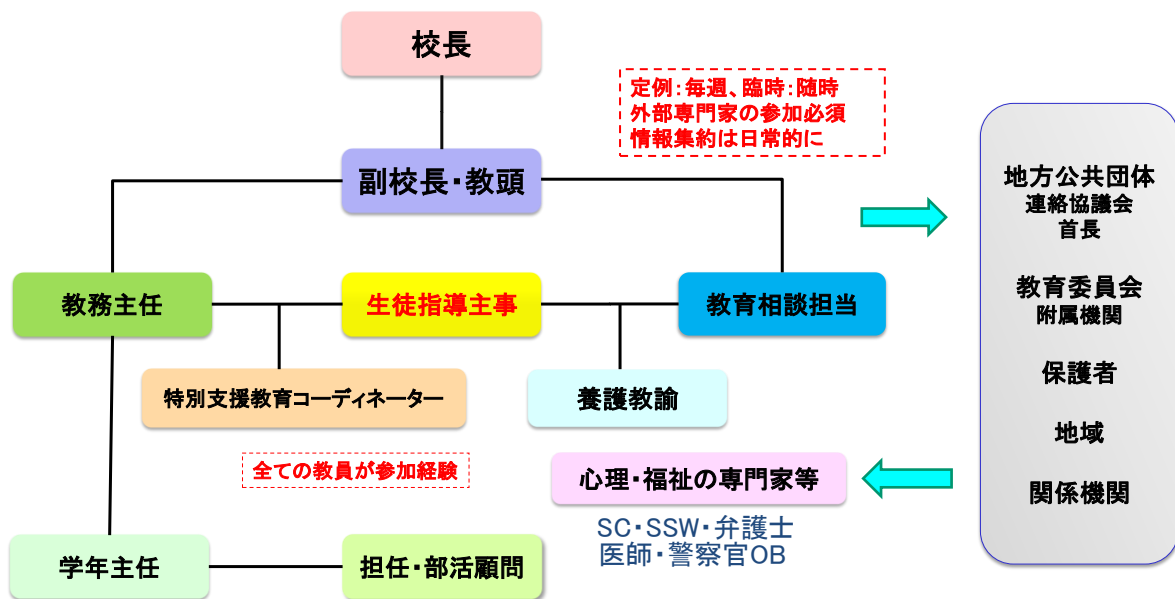 校長
定例：毎週、臨時：随時
外部専門家の参加必須
情報集約は日常的に
副校長・教頭
教務主任
生徒指導主事
教育相談担当
特別支援教育コーディネーター
養護教諭
全ての教員が参加経験
心理・福祉の専門家等
SC・SSW・弁護士
医師・警察官OB
学年主任
担任・部活顧問
地方公共団体
連絡協議会
首長
教育委員会
附属機関
保護者
地域
関係機関